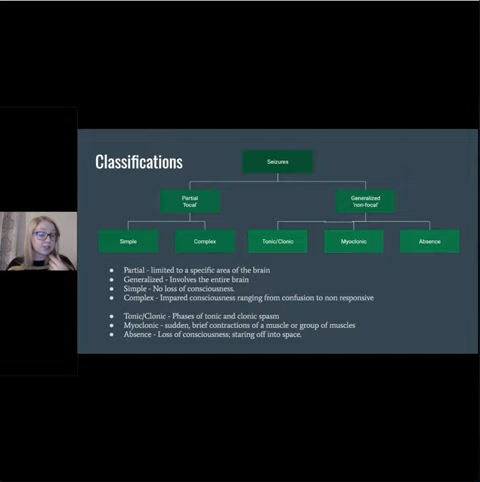 Classifications
Seizures
Partial
'focal'
Generalized
'non-focal'
Simple
Complex
Tonic/Clonic
Myoclonic
Absence
● Partial - limited to a specific area of the brain
● Generalized - Involves the entire brain
● Simple - No loss of consciousness.
● Complex - Impared consciousness ranging from confusion to non responsive
● Tonic/Clonic - Phases of tonic and clonic spasm
● Myoclonic - sudden, brief contractions of a muscle or group of muscles
● Absence - Loss of consciousness; staring off into space.